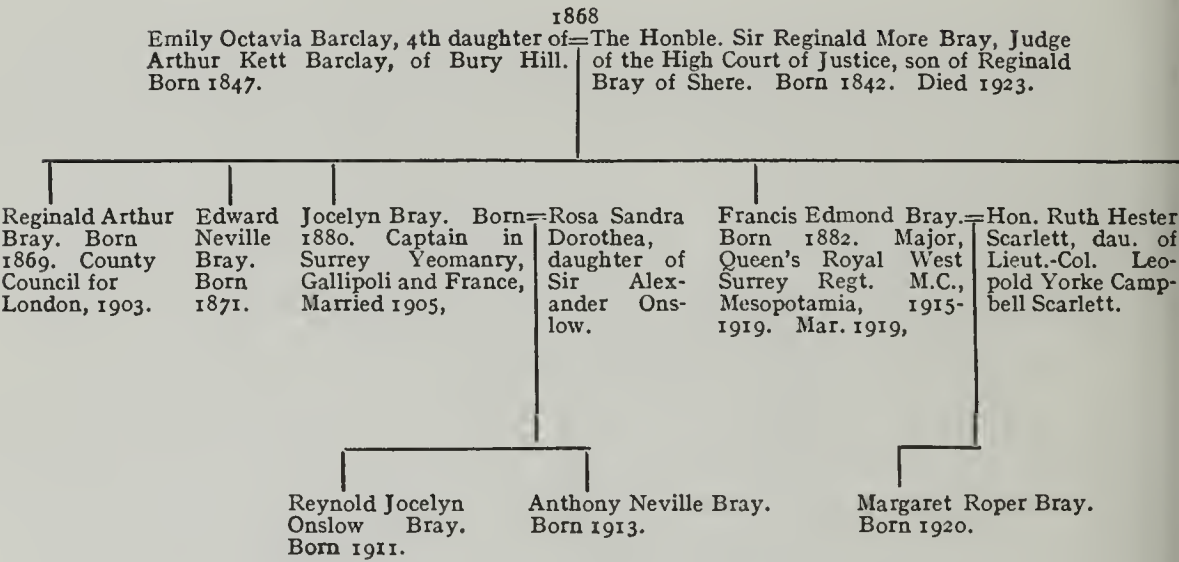 1868
Emily Octavia Barclay, 4th daughter of=The Honble. Sir Reginald More Bray, Judge
Arthur Kett Barclay, of Bury Hill. of the High Court of Justice, son of Reginald
Born 1847. Bray of Shere. Born 1842. Died 1923.
Reginald Arthur
Bray. Born
1869. County
Council for
London, 1903.
Edward
Neville
Bray.
Born
1871.
Jocelyn Bray. Born=
1880. Captain in
Surrey Yeomanry,
Gallipoli and France,
Married 1905,
Rosa Sandra
Dorothea,
daughter of
Sir Alex-
ander Ons-
low.
Francis Edmond Bray.=
Born 1882. Major,
Queen's Royal West
Surrey Regt. M.C.,
Mesopotamia, 1915-
1919. Mar. 1919,
Hon. Ruth Hester
Scarlett, dau. of
Lieut.-Col. Leo-
pold Yorke Camp-
bell Scarlett.
Reynold Jocelyn
Onslow Bray.
Born 1911.
Anthony Neville Bray.
Born 1913.
Margaret Roper Bray.
Born 1920.